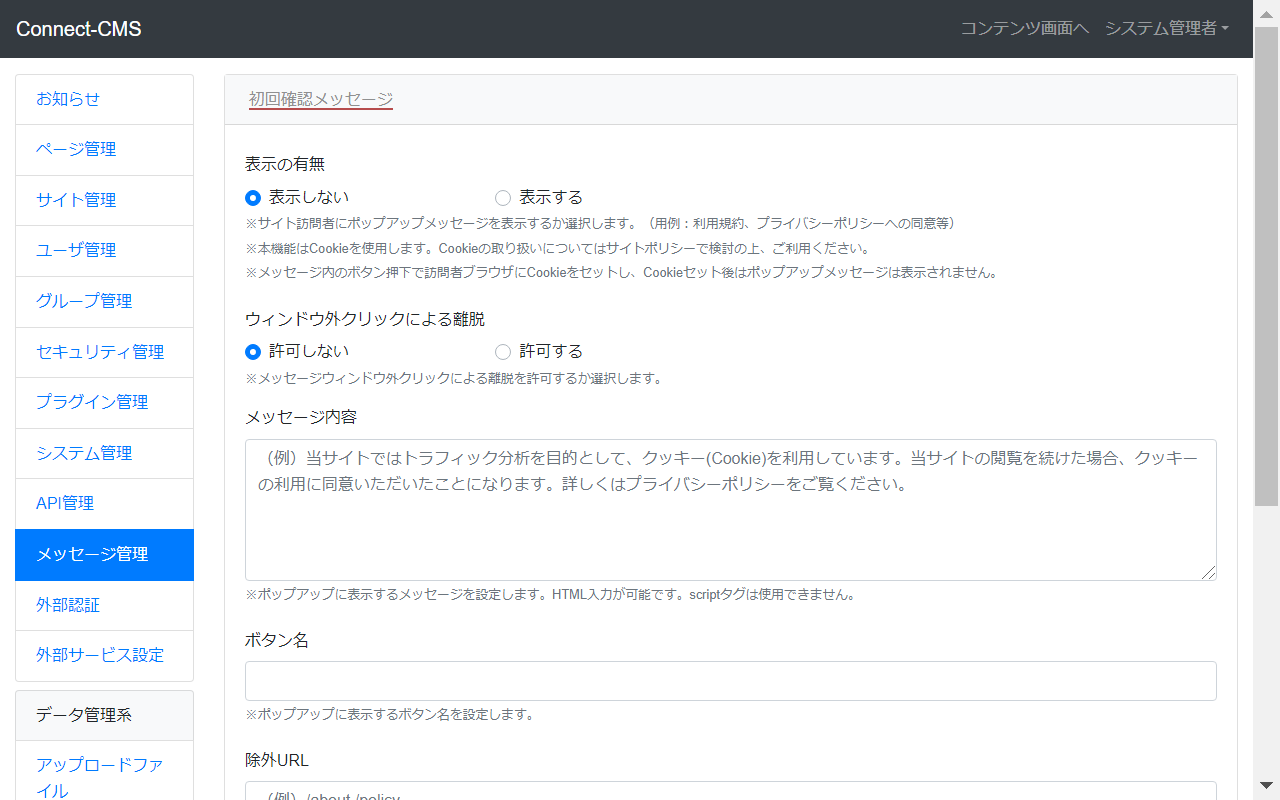 Connect-CMS
コンテンツ画面へ
システム管理者
お知らせ
ページ管理
サイト管理
ユーザ管理
グループ管理
セキュリティ管理
プラグイン管理
システム管理
API管理
メッセージ管理
外部認証
外部サービス設定
データ管理系
アップロードファ
イル
初回確認メッセージ
表示の有無
表示しない
表示する
※サイト訪問者にポップアップメッセージを表示するか選択します。（用例：利用規約、プライバシーポリシーへの同意等）
※本機能はCookieを使用します。Cookieの取り扱いについてはサイトポリシーで検討の上、ご利用ください。
※メッセージ内のボタン押下で訪問者ブラウザにCookieをセットし、Cookieセット後はポップアップメッセージは表示されません。
ウィンドウ外クリックによる離脱
許可しない
許可する
※メッセージウィンドウ外クリックによる離脱を許可するか選択します。
メッセージ内容
（例）当サイトではトラフィック分析を目的として、クッキー(Cookie)を利用しています。当サイトの閲覧を続けた場合、クッキー
の利用に同意いただいたことになります。詳しくはプライバシーポリシーをご覧ください。
※ポップアップに表示するメッセージを設定します。HTML入力が可能です。scriptタグは使用できません。
ボタン名
※ポップアップに表示するボタン名を設定します。
除外URL
（例）/about,/policy